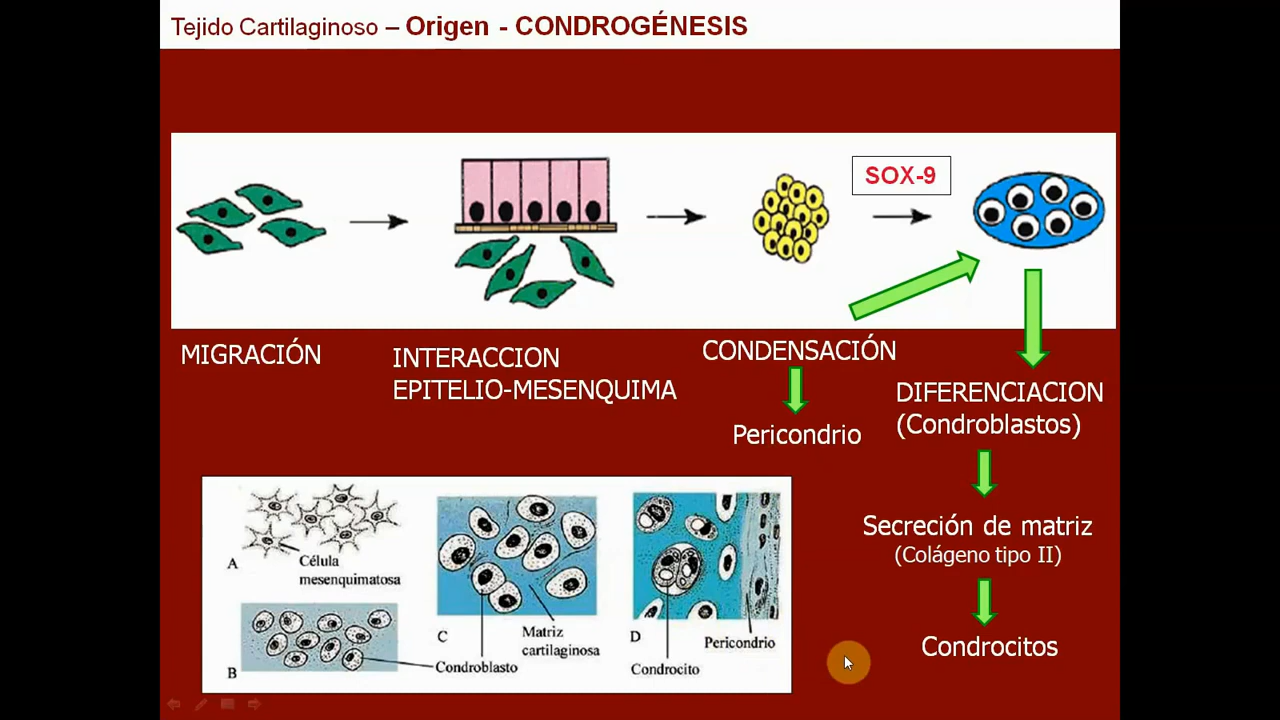 Tejido Cartilaginoso – Origen - CONDROGÉNESIS
SOX-9
MIGRACIÓN
INTERACCION
EPITELIO-MESENQUIMA
CONDENSACIÓN
Pericondrio
DIFERENCIACION
(Condroblastos)
Secreción de matriz
(Colágeno tipo II)
Condrocitos
A
Célula
mesenquimatosa
B
Condroblasto
C
Matriz
cartilaginosa
D
Pericondrio
Condrocito